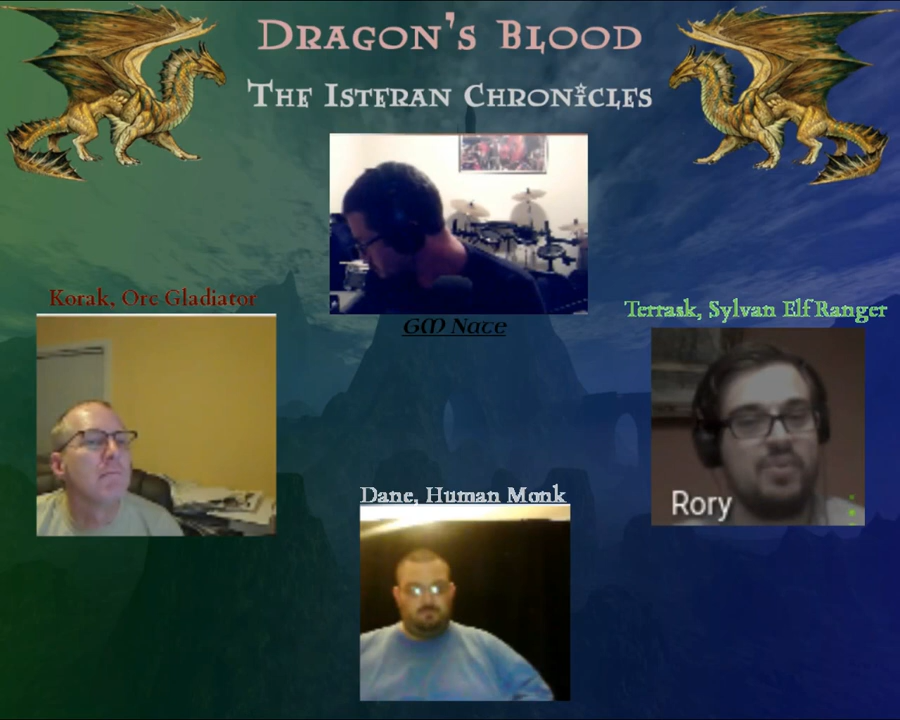 Dragon's Blood
The Isteran Chronicles
Korak, Orc Gladiator
GM Nate
Terrask, Sylvan Elf Ranger
Dane, Human Monk
Rory